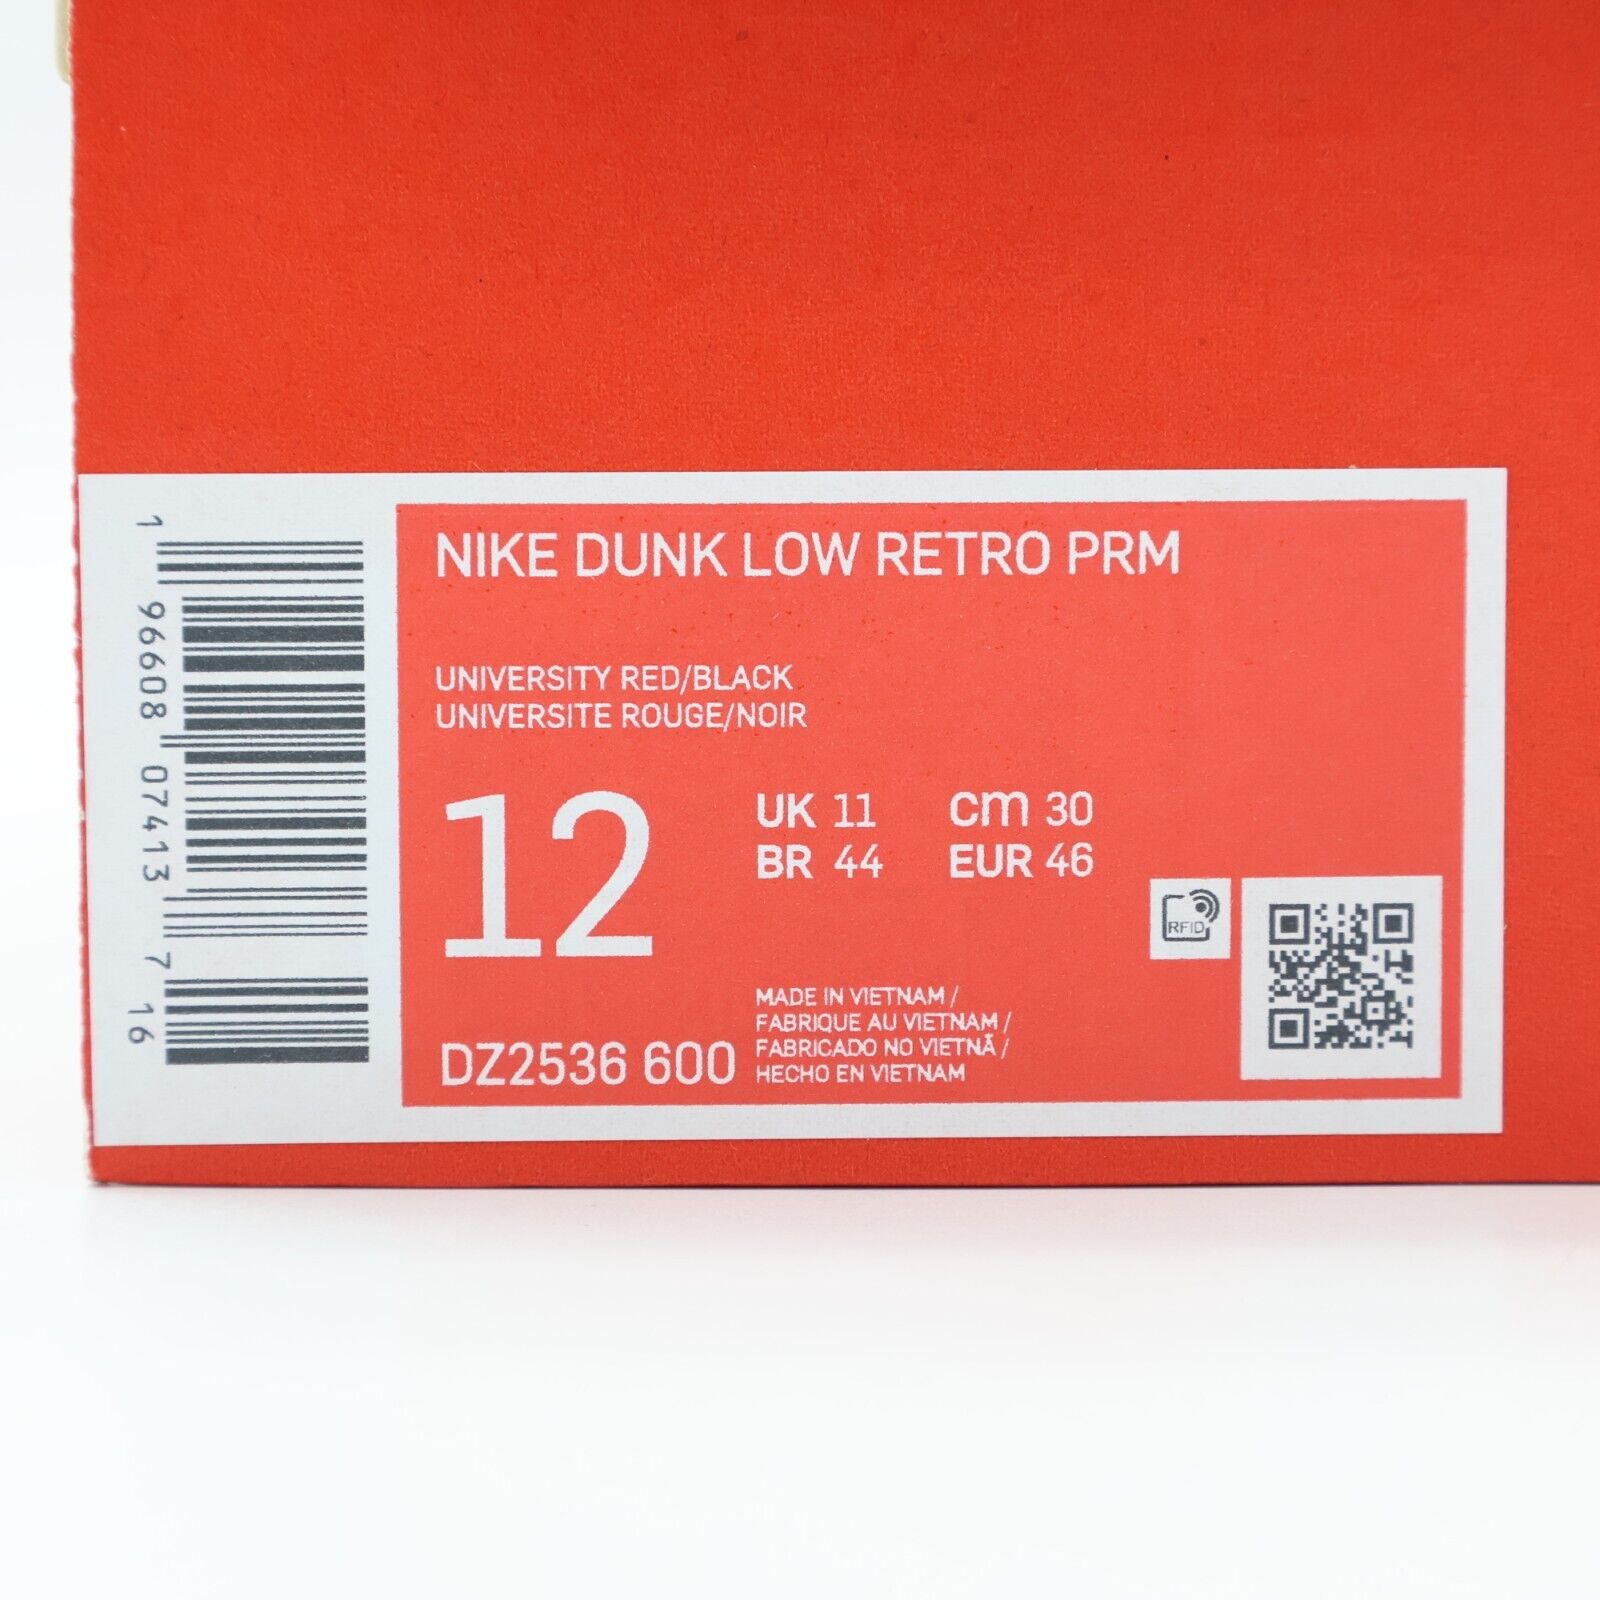 NIKE DUNK LOW RETRO PRM
UNIVERSITY RED/BLACK
UNIVERSITE ROUGE/NOIR
12
UK 11 cm 30
BR 44 EUR 46
MADE IN VIETNAM /
FABRIQUE AU VIETNAM /
FABRICADO NO VIETNÃ /
HECHO EN VIETNAM
DZ2536 600
RFID
1 96608 07413 7 16